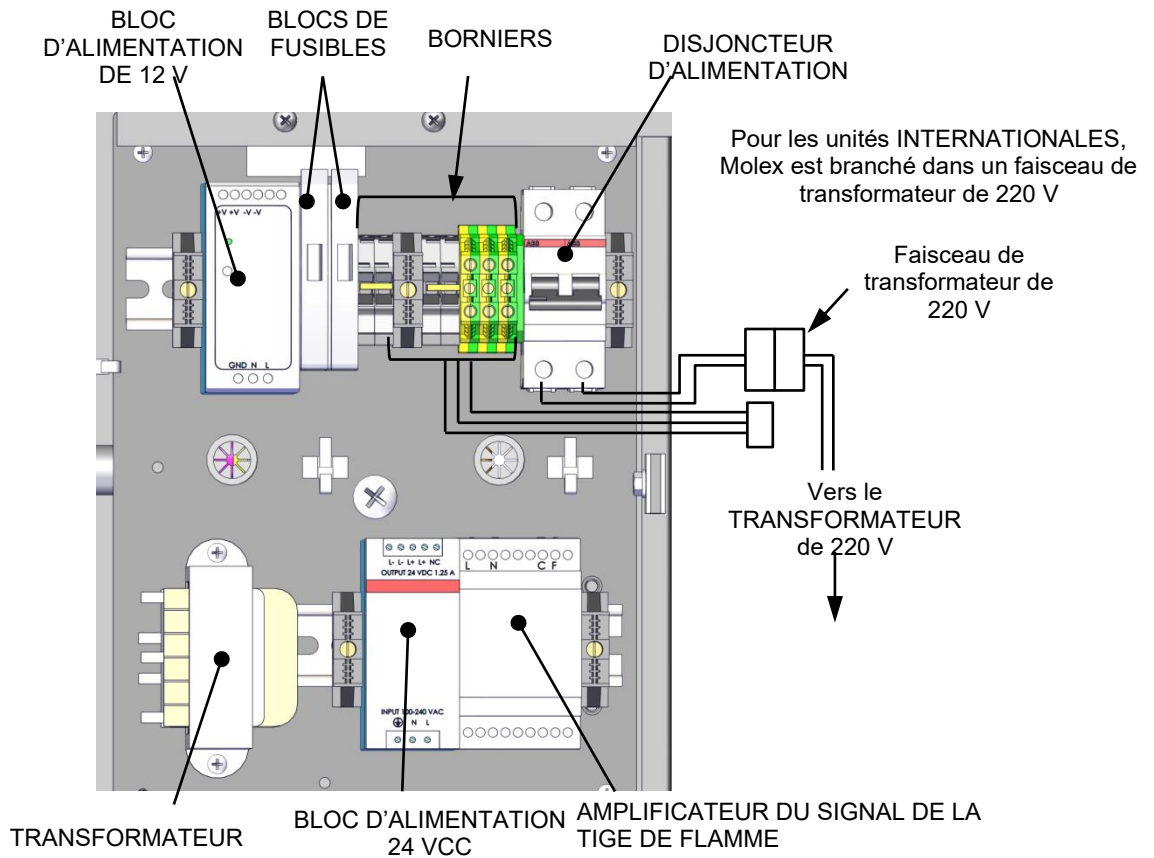 BLOC
D'ALIMENTATION
DE 12 V
BLOCS DE
FUSIBLES
BORNIERS
DISJONCTEUR
D'ALIMENTATION
Pour les unités INTERNATIONALES,
Molex est branché dans un faisceau de
transformateur de 220 V
Faisceau de
transformateur de
220 V
+V +V -V -V
ABB
GND N L
Vers le
TRANSFORMATEUR
de 220 V
L- L- L+ L+ NC
OUTPUT 24 VDC 1.25 A
L N C F
INPUT 100-240 VAC
N L
TRANSFORMATEUR
BLOC D'ALIMENTATION
24 VCC
AMPLIFICATEUR DU SIGNAL DE LA
TIGE DE FLAMME